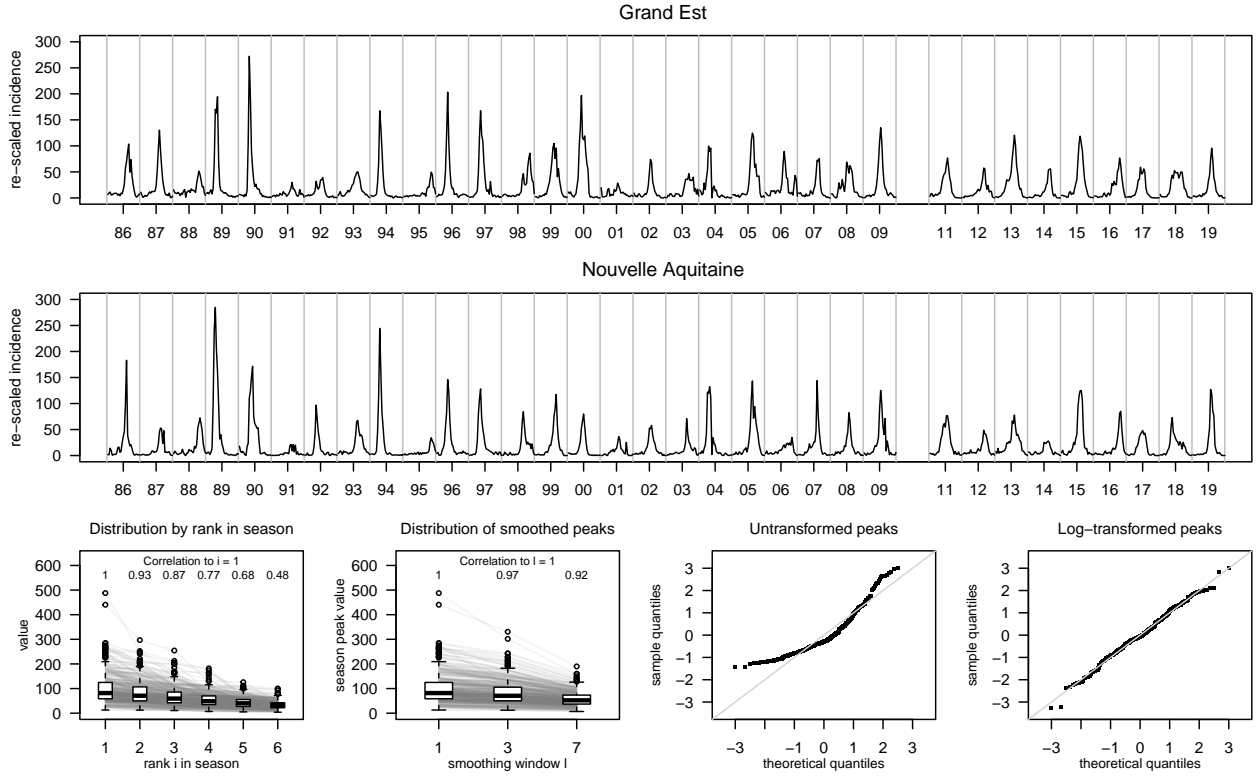 Grand Est
re−scaled incidence
300
250
200
150
100
50
0
86 87 88 89 90 91 92 93 94 95 96 97 98 99 00 01 02 03 04 05 06 07 08 09 11 12 13 14 15 16 17 18 19
Nouvelle Aquitaine
re−scaled incidence
300
250
200
150
100
50
0
86 87 88 89 90 91 92 93 94 95 96 97 98 99 00 01 02 03 04 05 06 07 08 09 11 12 13 14 15 16 17 18 19
Distribution by rank in season
value
600
500
400
300
200
100
0
Correlation to i = 1
1 0.93 0.87 0.77 0.68 0.48
1 2 3 4 5 6
rank i in season
Distribution of smoothed peaks
season peak value
600
500
400
300
200
100
0
Correlation to l = 1
1 0.97 0.92
1 3 7
smoothing window l
Untransformed peaks
sample quantiles
3
2
1
0
−1
−2
−3
−3 −1 0 1 2 3
theoretical quantiles
Log−transformed peaks
sample quantiles
3
2
1
0
−1
−2
−3
−3 −1 0 1 2 3
theoretical quantiles